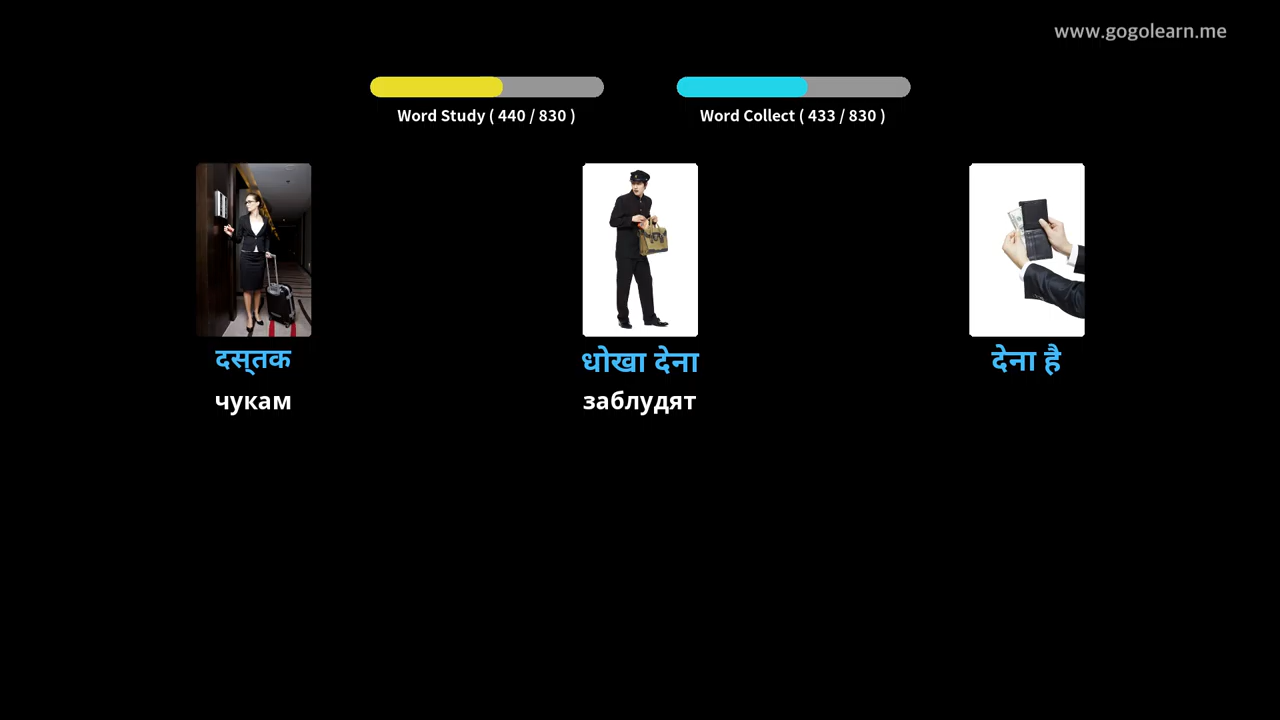 www.gogolearn.me
Word Study ( 440 / 830 )
Word Collect ( 433 / 830 )
दस्‌तक
धोखा देना
देना है
чукам
заблудят